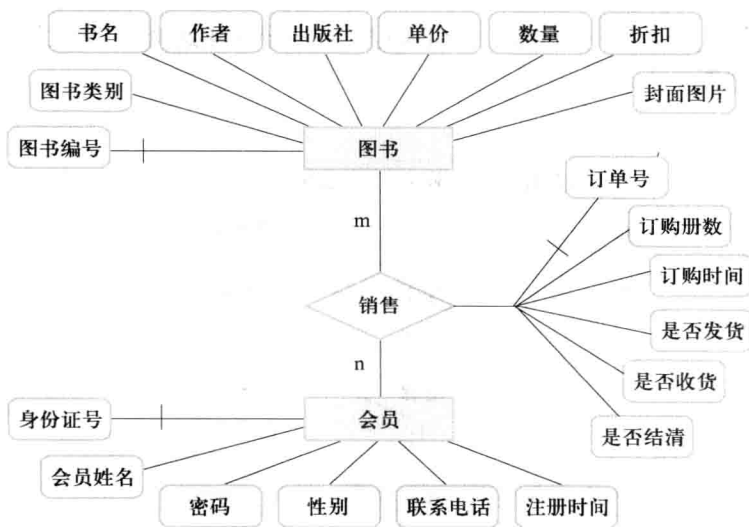 书名 作者 出版社 单价 数量 折扣
图书类别 封面图片
图书编号 图书
订单号
m 订购册数
订购时间
销售
是否发货
n
是否收货
身份证号 会员
是否结清
会员姓名
密码 性别 联系电话 注册时间